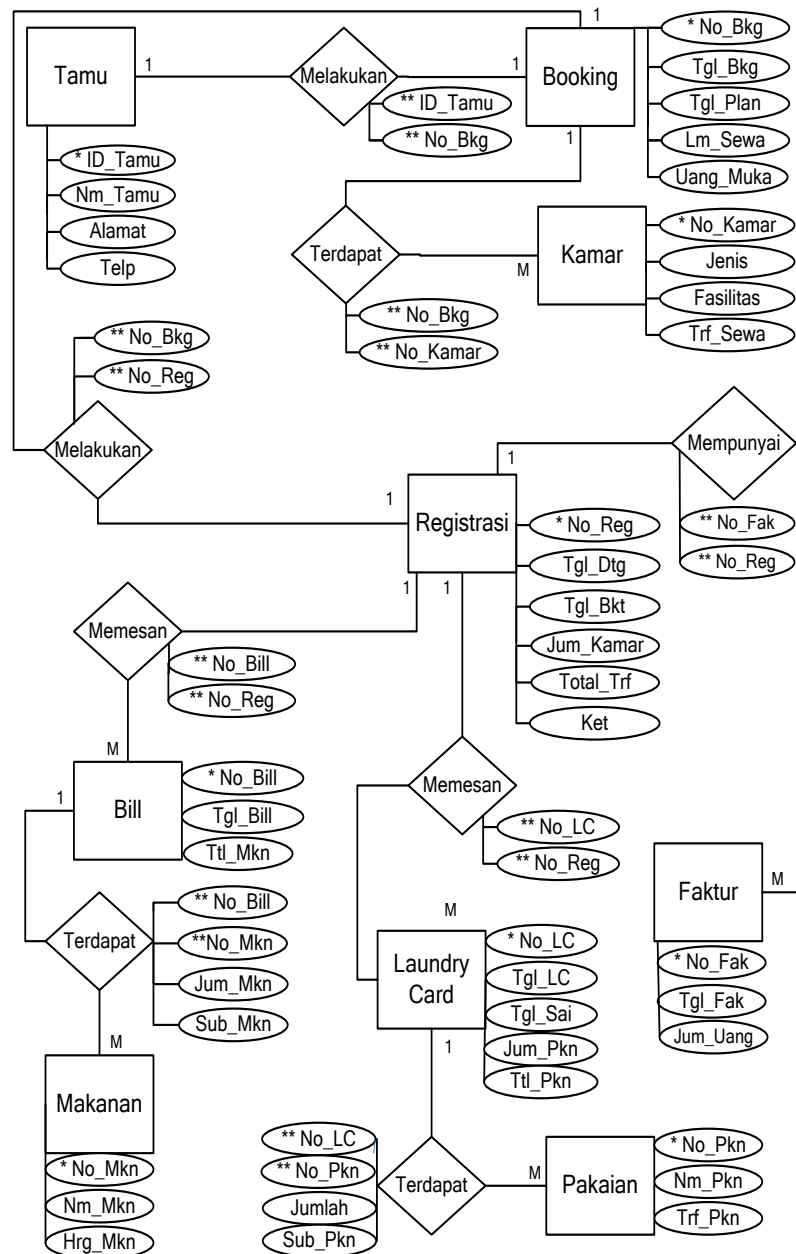 1
1
* No_Bkg
Tamu
1
Melakukan
1
Booking
Tgl_Bkg
** ID_Tamu
Tgl_Plan
** No_Bkg
1
Lm_Sewa
* ID_Tamu
Uang_Muka
Nm_Tamu
Alamat
Telp
Terdapat
M
Kamar
* No_Kamar
Jenis
Fasilitas
Trf_Sewa
** No_Bkg
** No_Kamar
** No_Bkg
** No_Reg
Melakukan
Mempunyai
1
1
Registrasi
* No_Reg
** No_Fak
Tgl_Dtg
** No_Reg
1
1
Tgl_Bkt
Memesan
Jum_Kamar
** No_Bill
Total_Trf
** No_Reg
Ket
M
Bill
* No_Bill
Tgl_Bill
Ttl_Mkn
1
Memesan
** No_LC
** No_Reg
Faktur
M
* No_Fak
Tgl_Fak
Jum_Uang
Terdapat
** No_Bill
**No_Mkn
Jum_Mkn
Sub_Mkn
M
M
Laundry
Card
* No_LC
Tgl_LC
Tgl_Sai
Jum_Pkn
Ttl_Pkn
1
Makanan
* No_Mkn
Nm_Mkn
Hrg_Mkn
** No_LC
** No_Pkn
Jumlah
Sub_Pkn
Terdapat
M
Pakaian
* No_Pkn
Nm_Pkn
Trf_Pkn